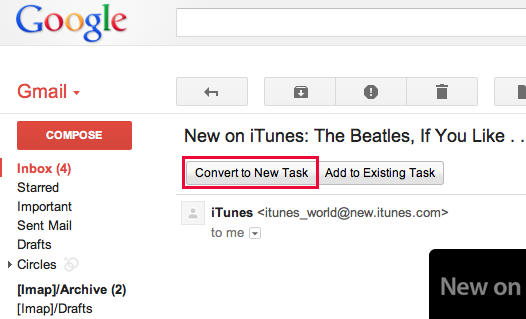 Google
Gmail
COMPOSE
Inbox (4)
Starred
Important
Sent Mail
Drafts
Circles
[Imap]/Archive (2)
[Imap]/Drafts
New on iTunes: The Beatles, If You Like . .
Convert to New Task Add to Existing Task
iTunes <itunes_world@new.itunes.com>
to me
New on